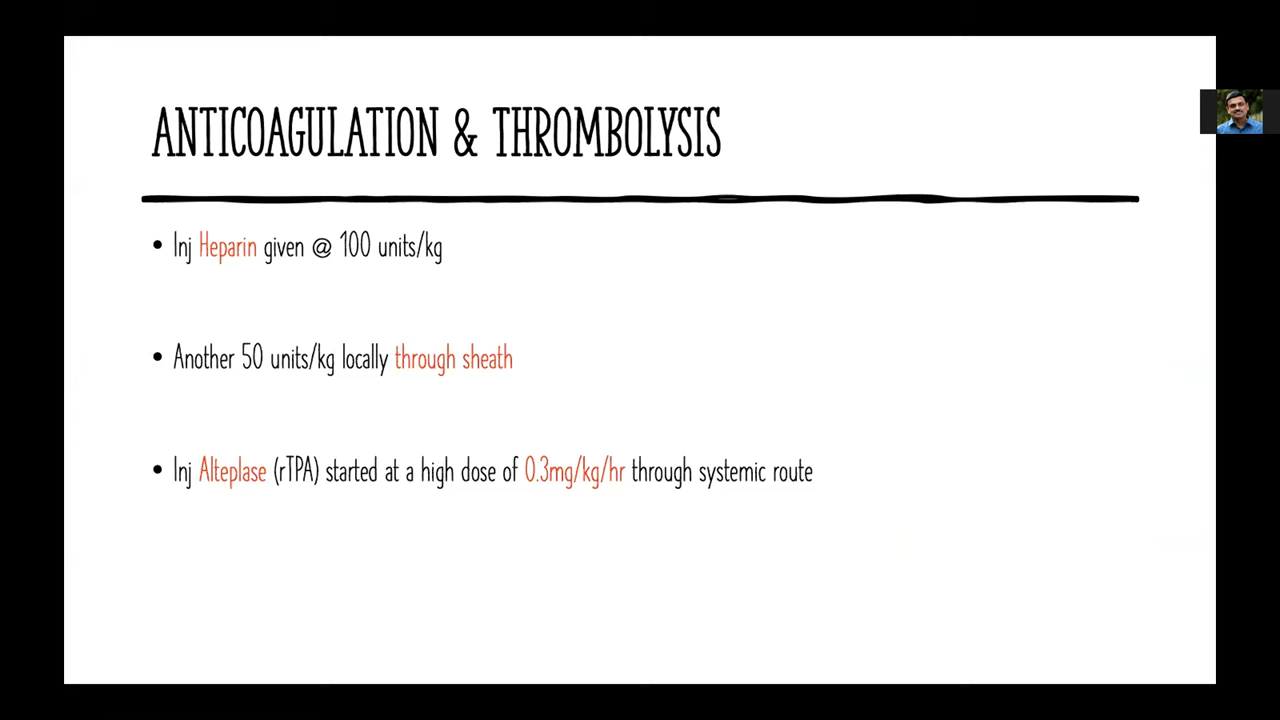 ANTICOAGULATION & THROMBOLYSIS
• Inj Heparin given @ 100 units/kg
• Another 50 units/kg locally through sheath
• Inj Alteplase (rTPA) started at a high dose of 0.3mg/kg/hr through systemic route